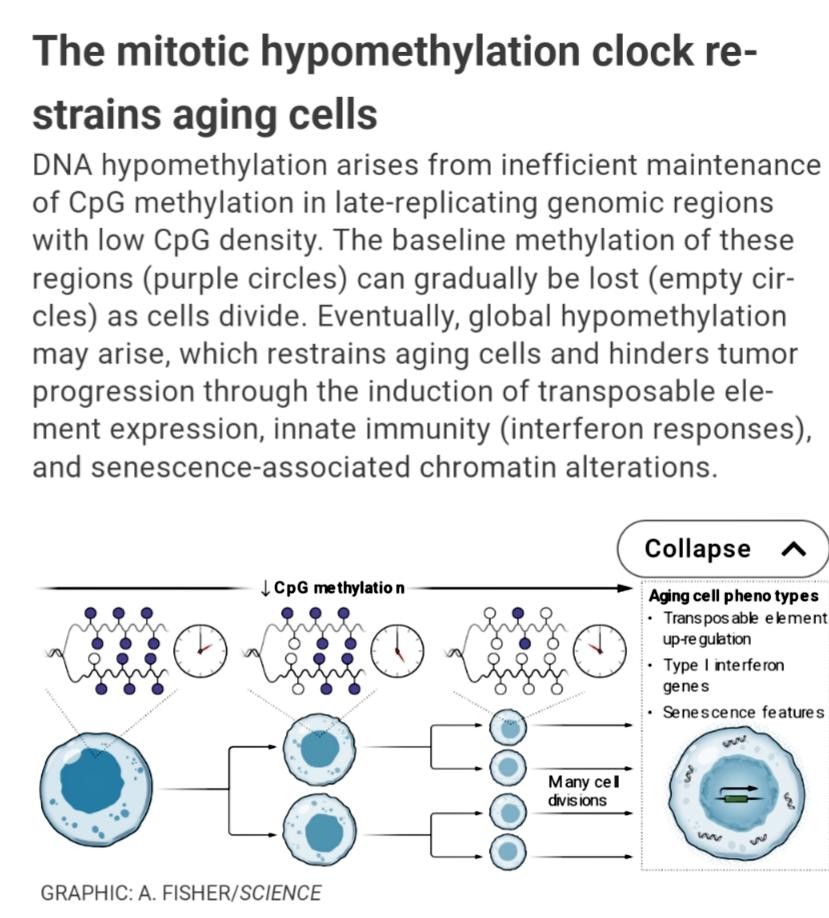 The mitotic hypomethylation clock re-
strains aging cells
DNA hypomethylation arises from inefficient maintenance
of CpG methylation in late-replicating genomic regions
with low CpG density. The baseline methylation of these
regions (purple circles) can gradually be lost (empty cir-
cles) as cells divide. Eventually, global hypomethylation
may arise, which restrains aging cells and hinders tumor
progression through the induction of transposable ele-
ment expression, innate immunity (interferon responses),
and senescence-associated chromatin alterations.
Collapse
↓ CpG methylation
Aging cell phenotypes
· Transposable element
up-regulation
· Type I interferon
genes
· Senescence features
Many cell
divisions
GRAPHIC: A. FISHER/SCIENCE